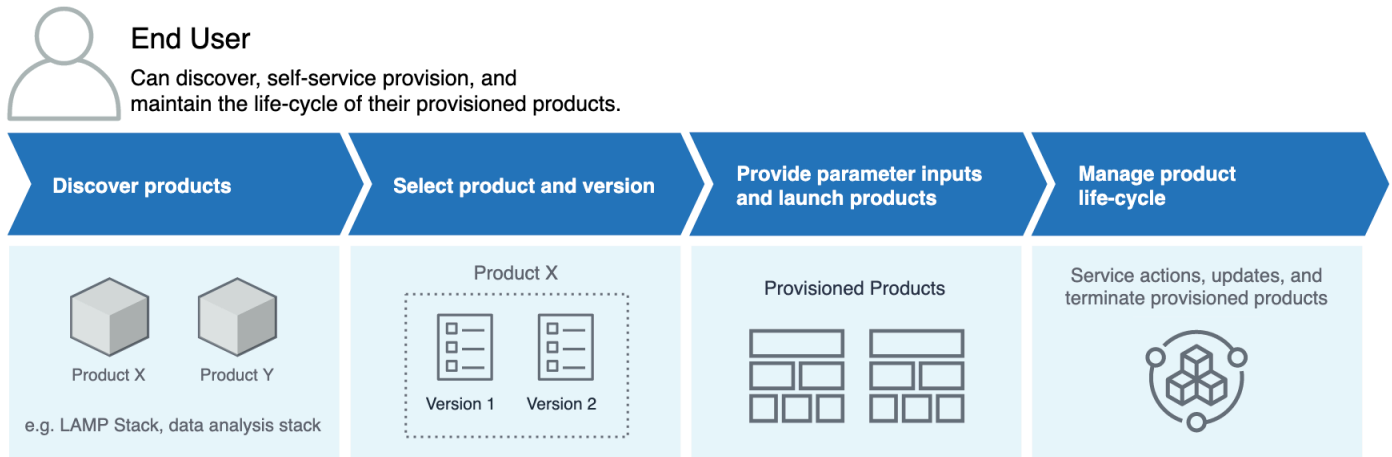 End User
Can discover, self-service provision, and
maintain the life-cycle of their provisioned products.
Discover products
Select product and version
Provide parameter inputs
and launch products
Manage product
life-cycle
Product X
Product Y
e.g. LAMP Stack, data analysis stack
Product X
Version 1
Version 2
Provisioned Products
Service actions, updates, and
terminate provisioned products